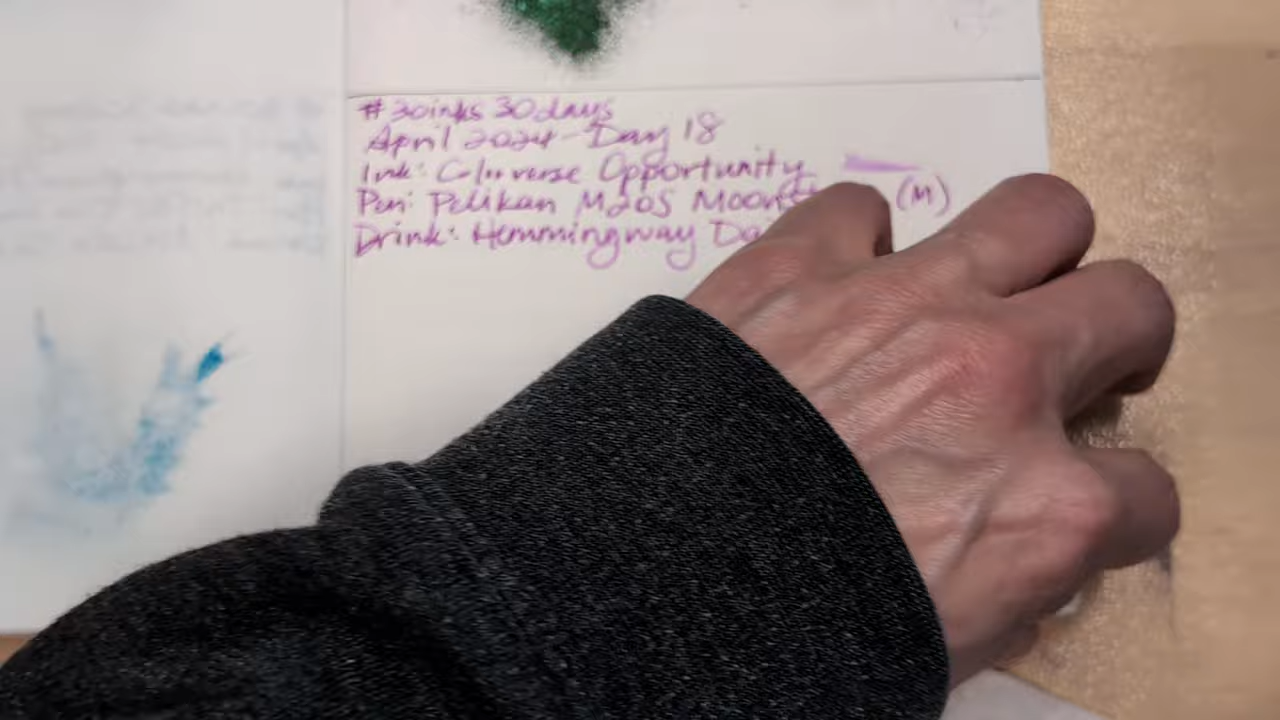 #30inks 30days
April 2024 - Day 18
Ink: Colorverse Opportunity
Pen: Pelikan M205 (M)
Drink: Hemmingway